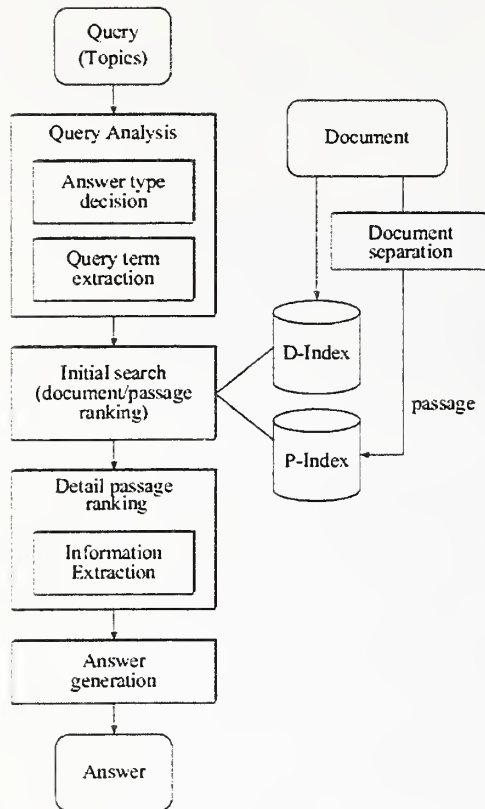 Query
(Topics)
Query Analysis
Answer type
decision
Query term
extraction
Initial search
(document/passage
ranking)
Detail passage
ranking
Information
Extraction
Answer
generation
Answer
Document
Document
separation
D-Index
passage
P-Index